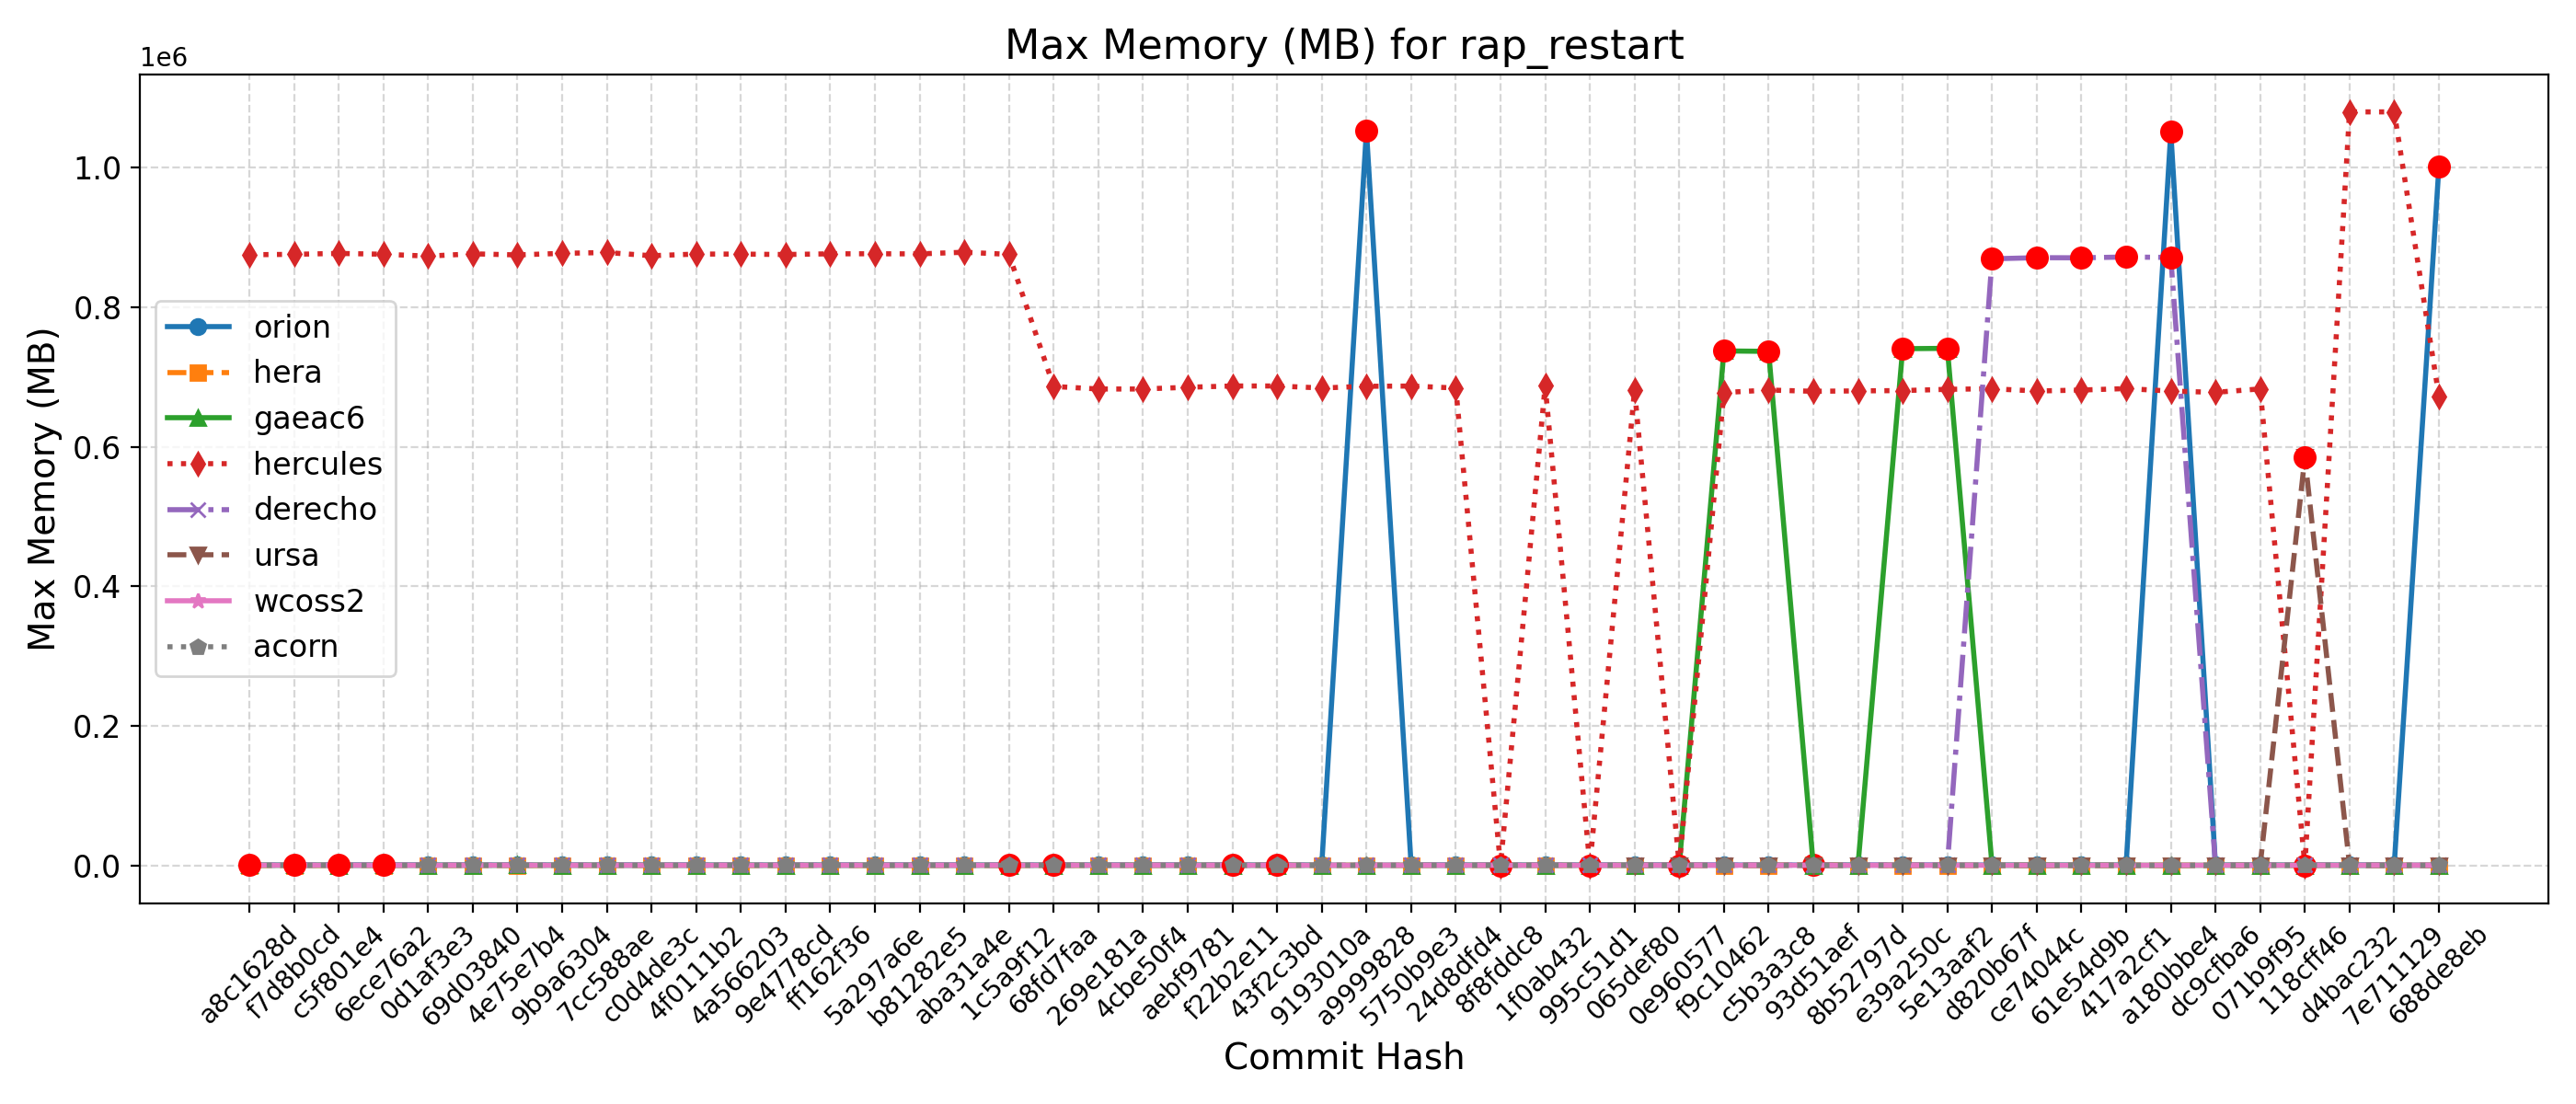 Max Memory (MB) for rap_restart
1e6
1.0
0.8
0.6
0.4
0.2
0.0
Max Memory (MB)
orion
hera
gaeac6
hercules
derecho
ursa
wcoss2
acorn
a8c1628d
f7d8b0cd
c5f801e4
6ece76a2
0d1af3e3
69d03840
4e75e7b4
9b9a6304
7cc588ae
c0d4de3c
4f0111b2
4a566203
9e4778cd
ff162f36
5a297a6e
b81282e5
aba31a4e
1c5a9f12
68fd7faa
269e181a
4cbe50f4
aebf9781
f22b2e11
43f2c3bd
9193010a
a9999828
5750b9e3
24d8dfd4
8f8fddc8
1f0ab432
995c51d1
065def80
0e960577
f9c10462
c5b3a3c8
93d51aef
8b52797d
e39a250c
5e13aaf2
d820b67f
ce74044c
61e54d9b
417a2cf1
a180bbe4
dc9cfba6
071b9f95
118cff46
d4bac232
7e711129
688de8eb
Commit Hash